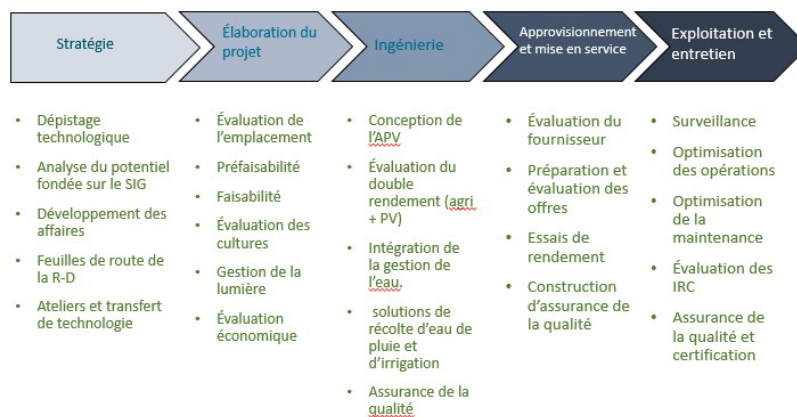 Stratégie
Élaboration du
projet
Ingénierie
Approvisionnement
et mise en service
Exploitation et
entretien
• Dépistage
technologique
• Analyse du potentiel
fondée sur le SIG
• Développement des
affaires
• Feuilles de route de
la R-D
• Ateliers et transfert
de technologie
• Évaluation de
l'emplacement
• Préfaisabilité
• Faisabilité
• Évaluation des
cultures
• Gestion de la
lumière
• Évaluation
économique
• Conception de
l'APV
• Évaluation du
double
rendement (agri
+ PV)
• Intégration de
la gestion de
l'eau.
• solutions de
récolte d'eau de
pluie et
d'irrigation
• Assurance de la
qualité
• Évaluation du
fournisseur
• Préparation et
évaluation des
offres
• Essais de
rendement
• Construction
d'assurance de
la qualité
• Surveillance
• Optimisation
des opérations
• Optimisation
de la
maintenance
• Évaluation des
IRC
• Assurance de
la qualité et
certification